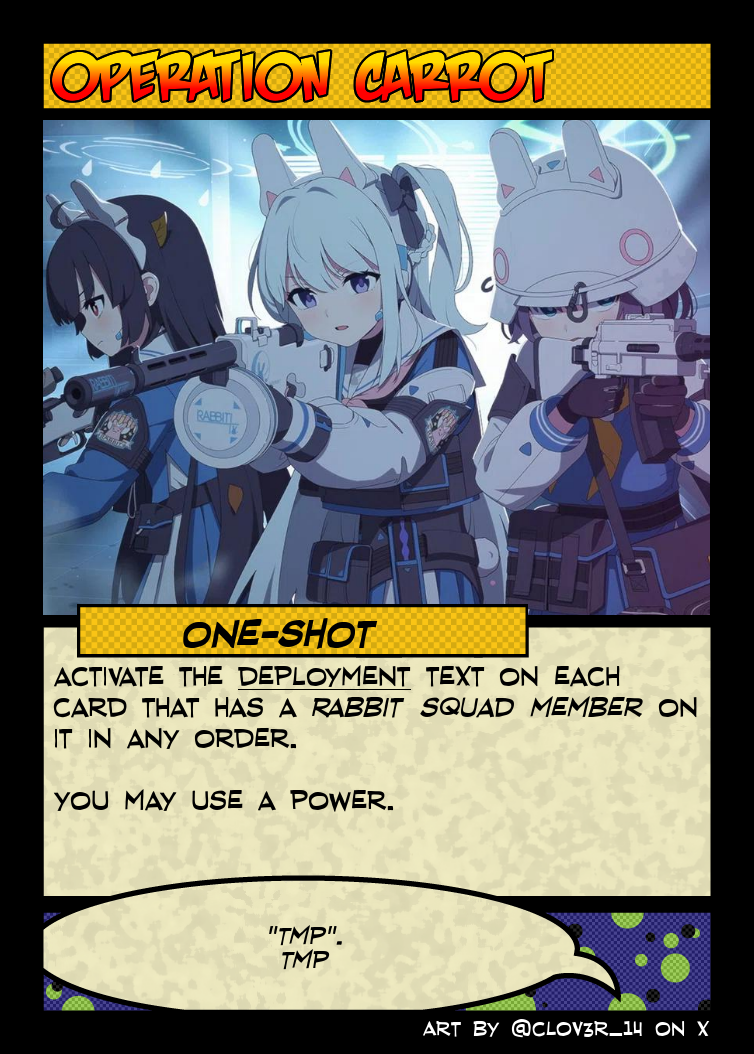 OPERATION CARROT
RABBIT
RABBIT
ONE-SHOT
ACTIVATE THE DEPLOYMENT TEXT ON EACH
CARD THAT HAS A RABBIT SQUAD MEMBER ON
IT IN ANY ORDER.
YOU MAY USE A POWER.
"TMP".
TMP
ART BY @CLOV3R_14 ON X